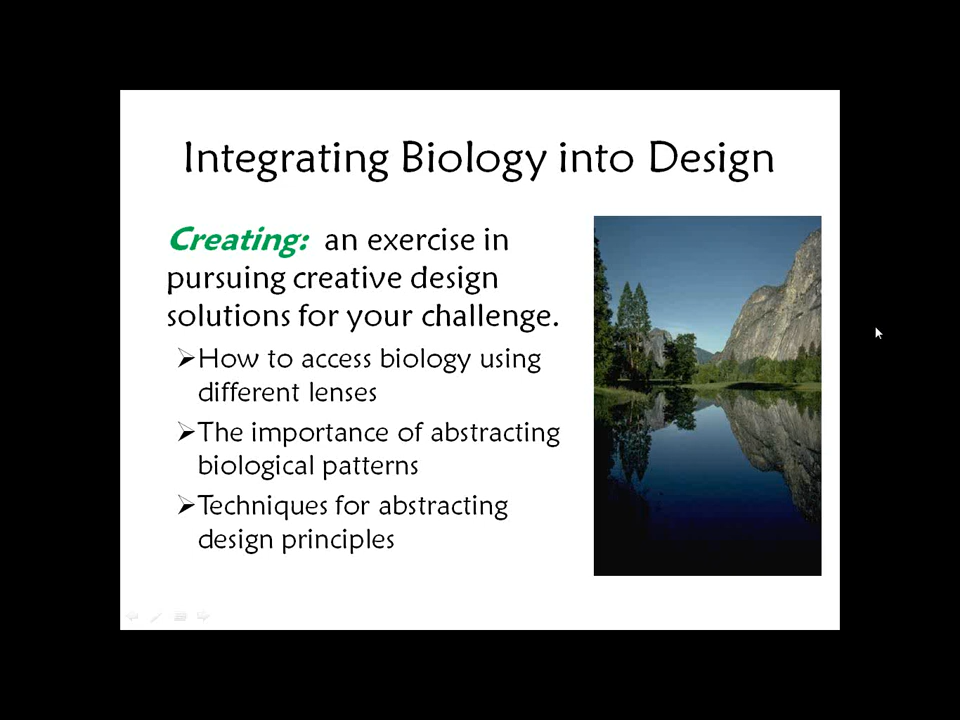 Integrating Biology into Design
Creating: an exercise in
pursuing creative design
solutions for your challenge.
➢How to access biology using
different lenses
➢The importance of abstracting
biological patterns
➢Techniques for abstracting
design principles